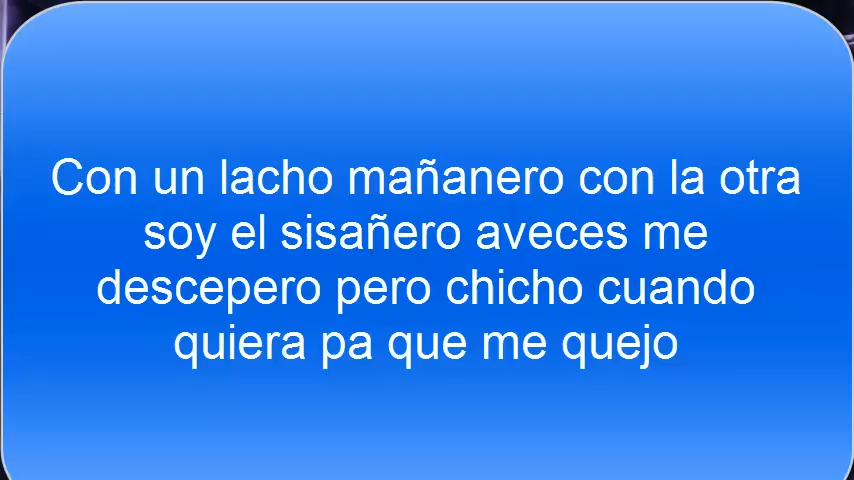 Con un lacho mañanero con la otra
soy el sisañero aveces me
descepero pero chicho cuando
quiera pa que me quejo